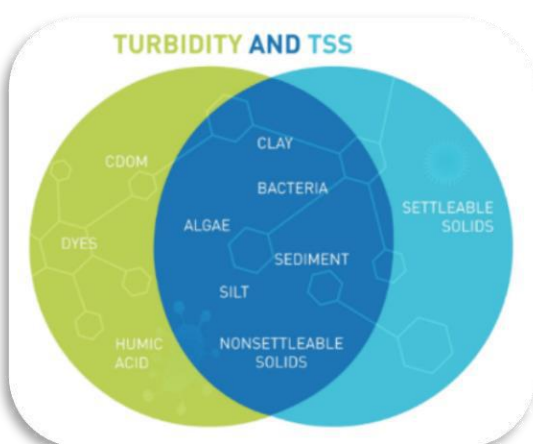 TURBIDITY AND TSS
CLAY
CDOM
BACTERIA
SETTLEABLE
SOLIDS
ALGAE
DYES
SEDIMENT
SILT
HUMIC
ACID
NONSETTLEABLE
SOLIDS